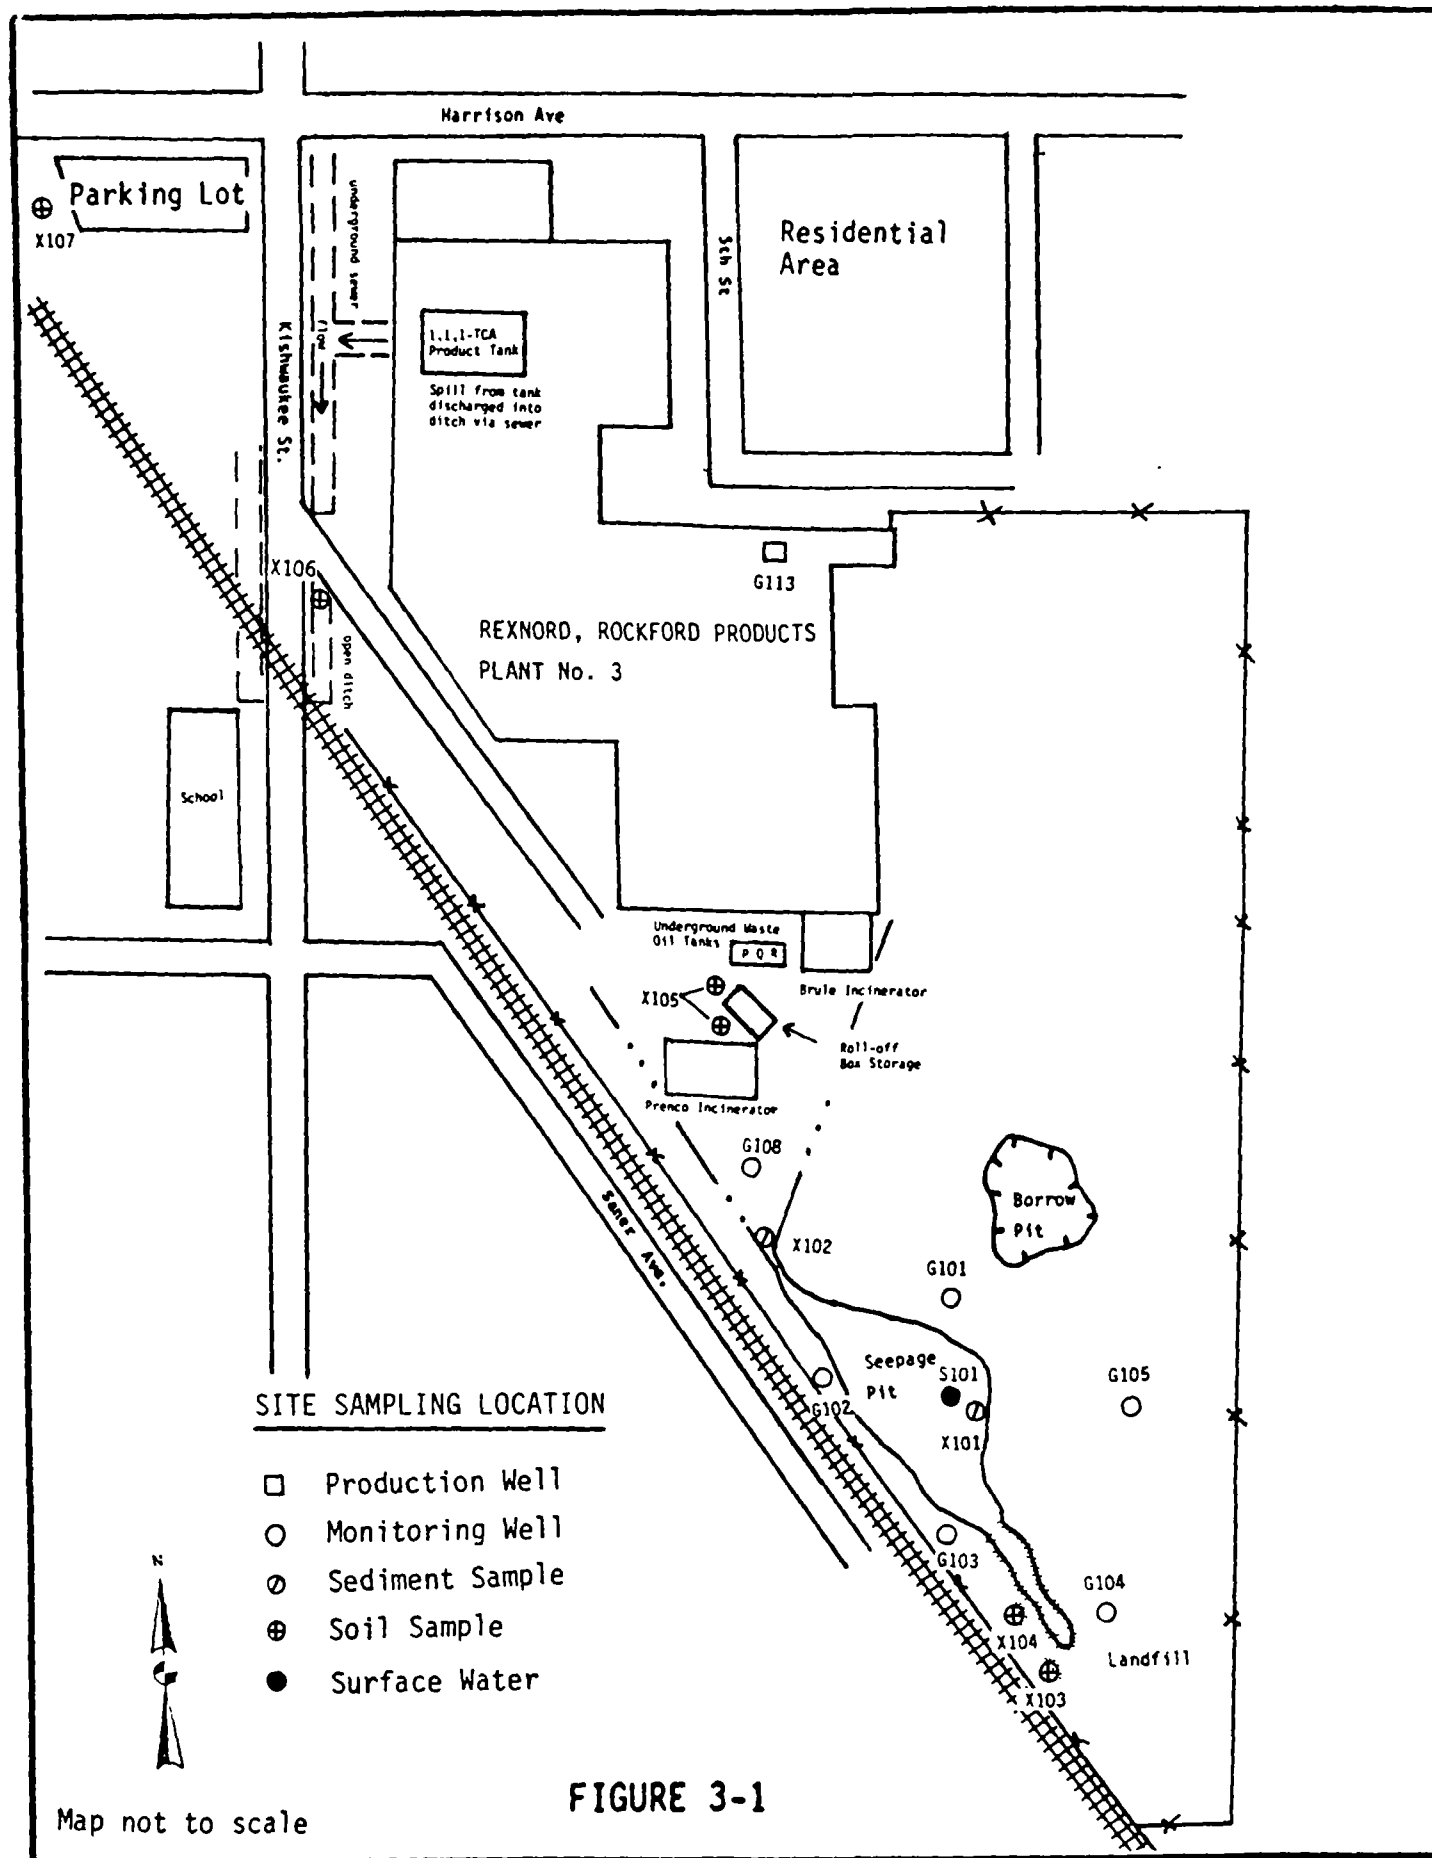 Harrison Ave
Parking Lot
X107
underground sewer
Sch St
Residential
Area
Kishwaukee St.
flow
1,1,1-TCA
Product Tank
Spill from tank
discharged into
ditch via sewer
X106
open ditch
G113
REXNORD, ROCKFORD PRODUCTS
PLANT No. 3
School
Underground Waste
Oil Tanks
P Q R
X105
Brule Incinerator
Roll-off
Box Storage
Prenco Incinerator
G108
Borrow
Pit
X102
Saner Ave.
G101
Seepage
Pit
S101
G105
G102
X101
SITE SAMPLING LOCATION
Production Well
Monitoring Well
Sediment Sample
Soil Sample
Surface Water
G103
G104
X104
Landfill
X103
N
FIGURE 3-1
Map not to scale